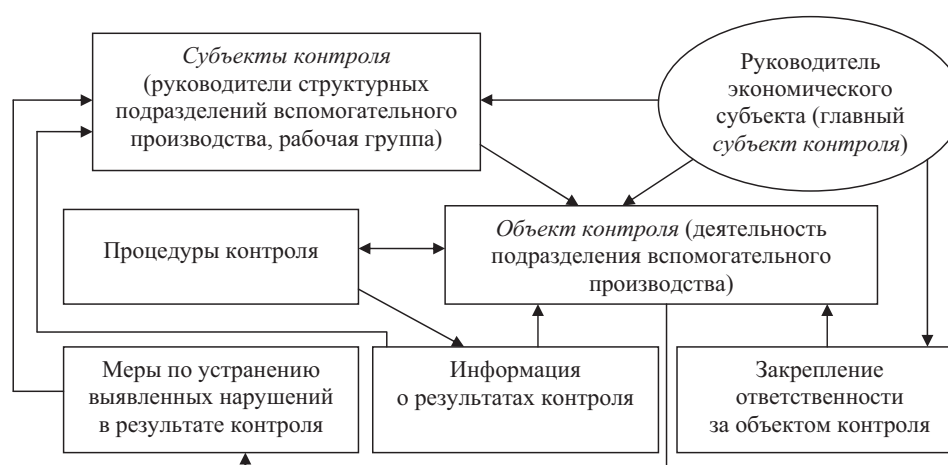 Субъекты контроля
(руководители структурных
подразделений вспомогательного
производства, рабочая группа)
Руководитель
экономического
субъекта (главный
субъект контроля)
Процедуры контроля
Объект контроля (деятельность
подразделения вспомогательного
производства)
Меры по устранению
выявленных нарушений
в результате контроля
Информация
о результатах контроля
Закрепление
ответственности
за объектом контроля